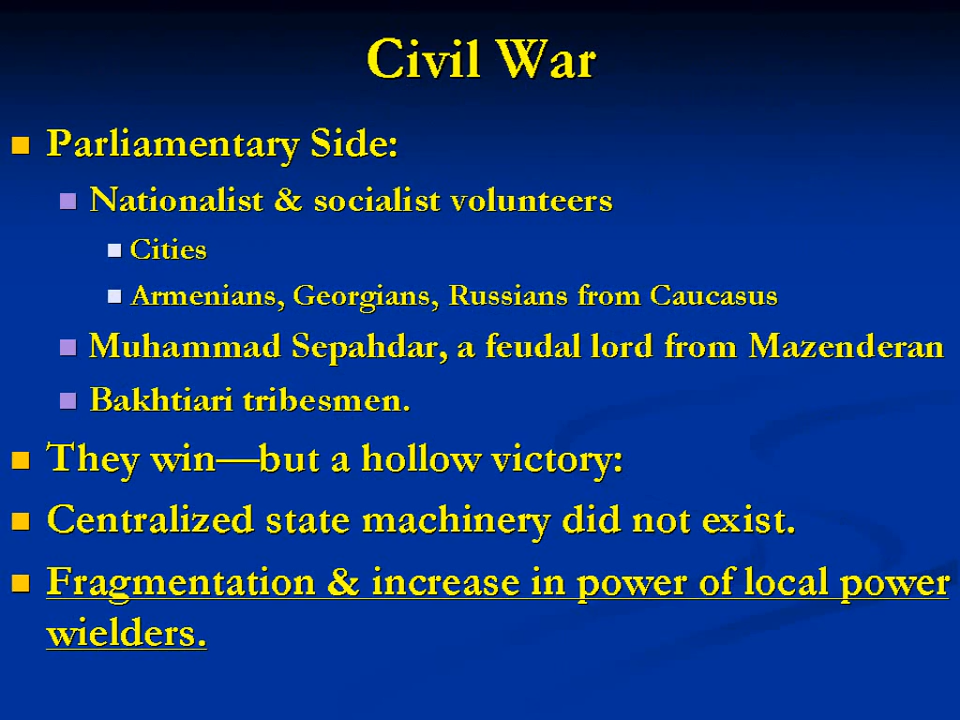 Civil War
Parliamentary Side:
Nationalist & socialist volunteers
Cities
Armenians, Georgians, Russians from Caucasus
Muhammad Sepahdar, a feudal lord from Mazenderan
Bakhtiari tribesmen.
They win—but a hollow victory:
Centralized state machinery did not exist.
Fragmentation & increase in power of local power
wielders.